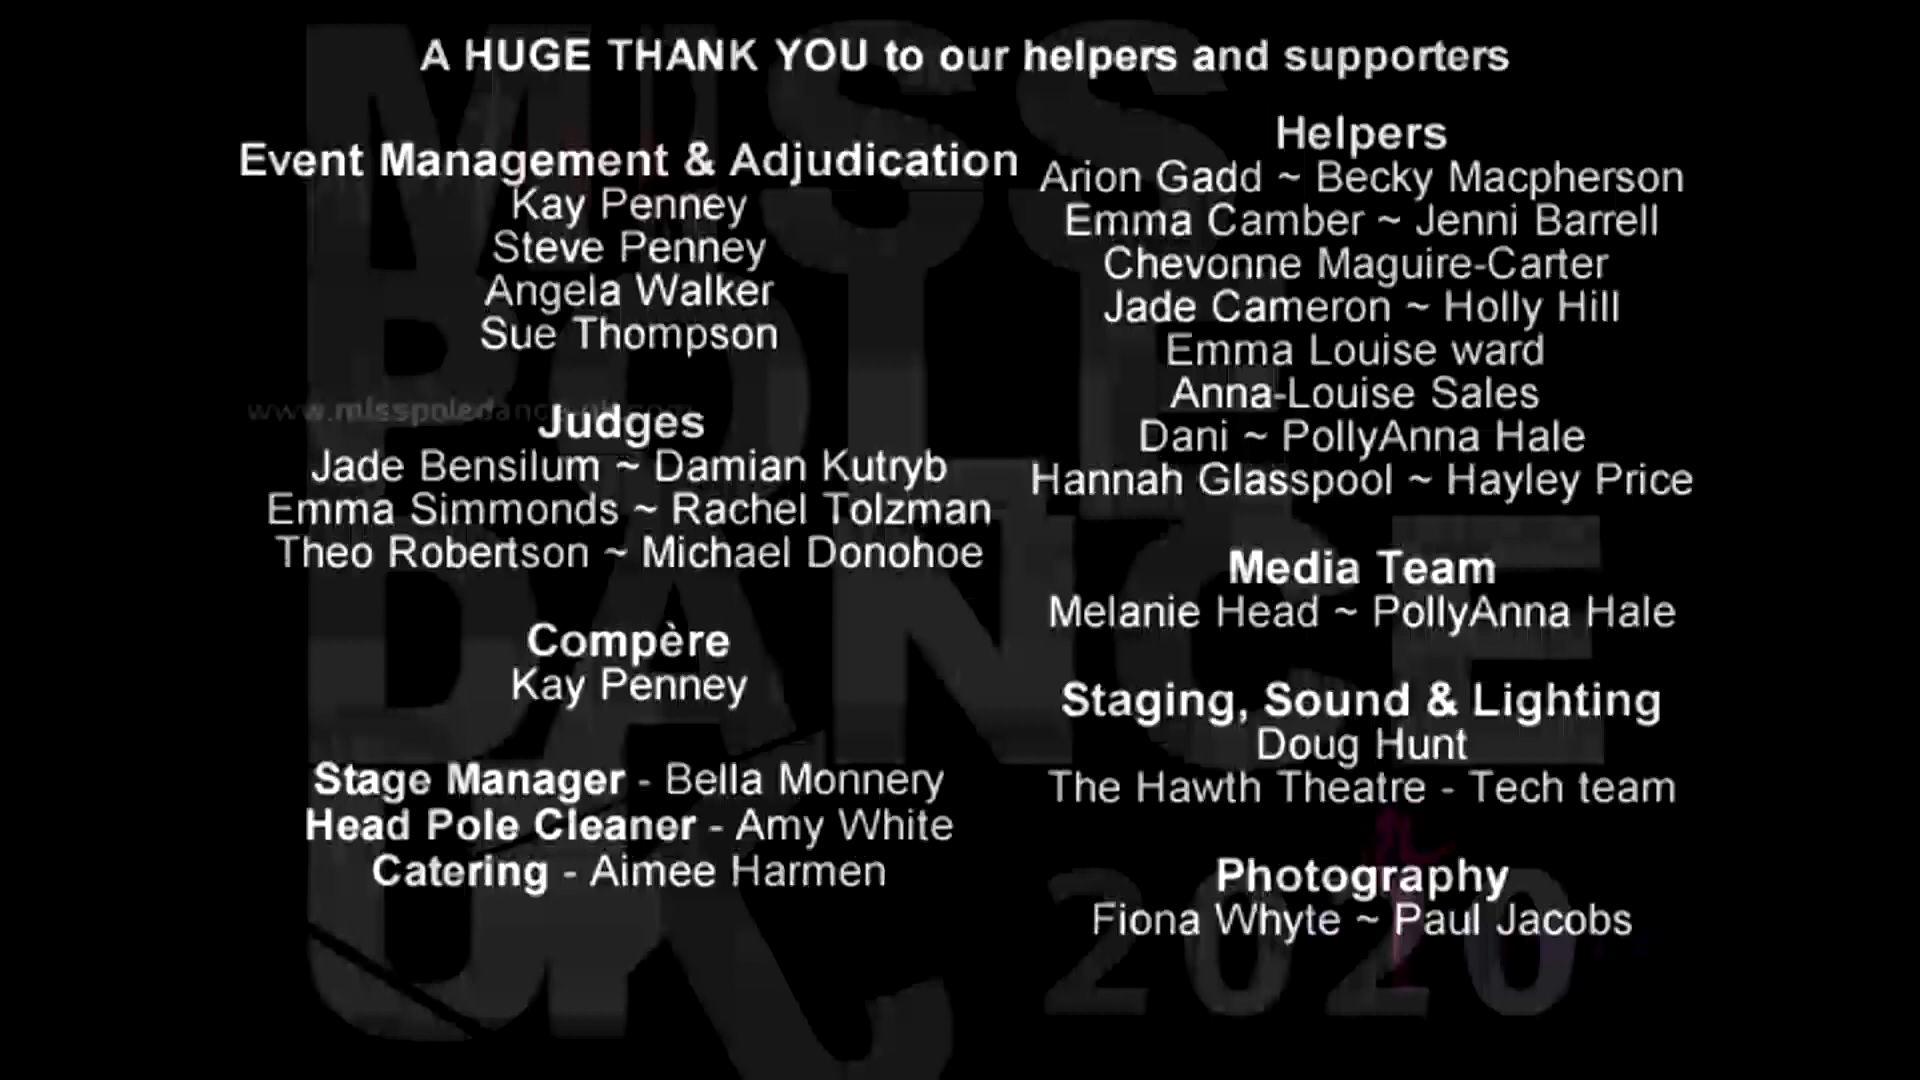 A HUGE THANK YOU to our helpers and supporters
Event Management & Adjudication
Kay Penney
Steve Penney
Angela Walker
Sue Thompson
Judges
Jade Bensilum ~ Damian Kutryb
Emma Simmonds ~ Rachel Tolzman
Theo Robertson ~ Michael Donohoe
Compère
Kay Penney
Stage Manager - Bella Monnery
Head Pole Cleaner - Amy White
Catering - Aimee Harmen
Helpers
Arion Gadd ~ Becky Macpherson
Emma Camber ~ Jenni Barrell
Chevonne Maguire-Carter
Jade Cameron ~ Holly Hill
Emma Louise ward
Anna-Louise Sales
Dani ~ PollyAnna Hale
Hannah Glasspool ~ Hayley Price
Media Team
Melanie Head ~ PollyAnna Hale
Staging, Sound & Lighting
Doug Hunt
The Hawth Theatre - Tech team
Photography
Fiona Whyte ~ Paul Jacobs
MISS
POLE
DANCE
UK
2020